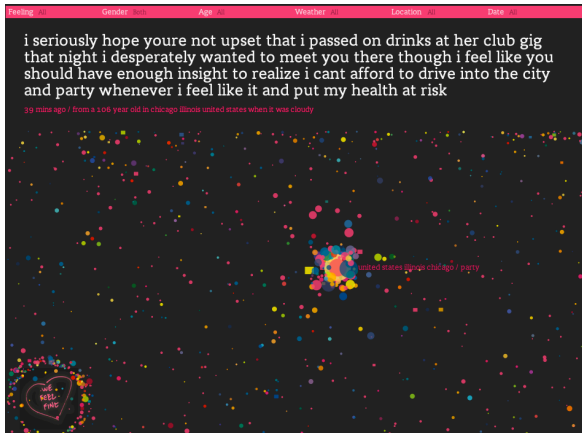 Feeling All Gender Both Age All Weather All Location All Date All
i seriously hope youre not upset that i passed on drinks at her club gig
that night i desperately wanted to meet you there though i feel like you
should have enough insight to realize i cant afford to drive into the city
and party whenever i feel like it and put my health at risk
39 mins ago / from a 106 year old in chicago illinois united states when it was cloudy
united states illinois chicago / party
WE
FEEL
FINE